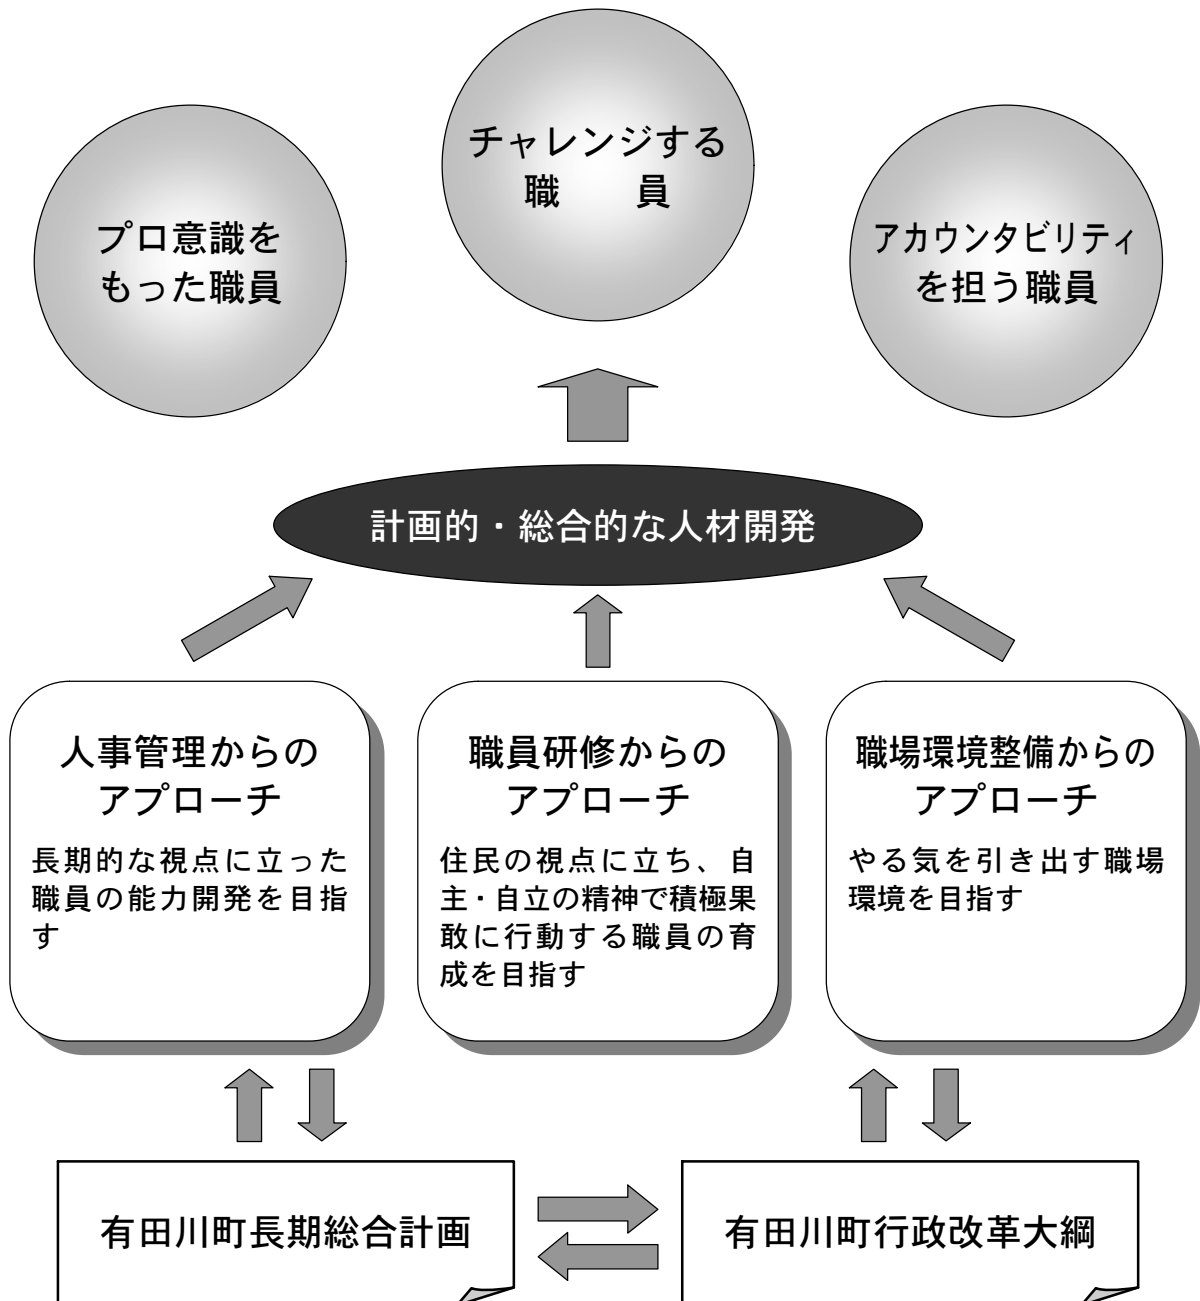 チャレンジする
職　　員
プロ意識を
もった職員
アカウンタビリティ
を担う職員
計画的・総合的な人材開発
人事管理からの
アプローチ
長期的な視点に立った
職員の能力開発を目指
す
職員研修からの
アプローチ
住民の視点に立ち、自
主・自立の精神で積極果
敢に行動する職員の育
成を目指す
職場環境整備からの
アプローチ
やる気を引き出す職場
環境を目指す
有田川町長期総合計画
有田川町行政改革大綱